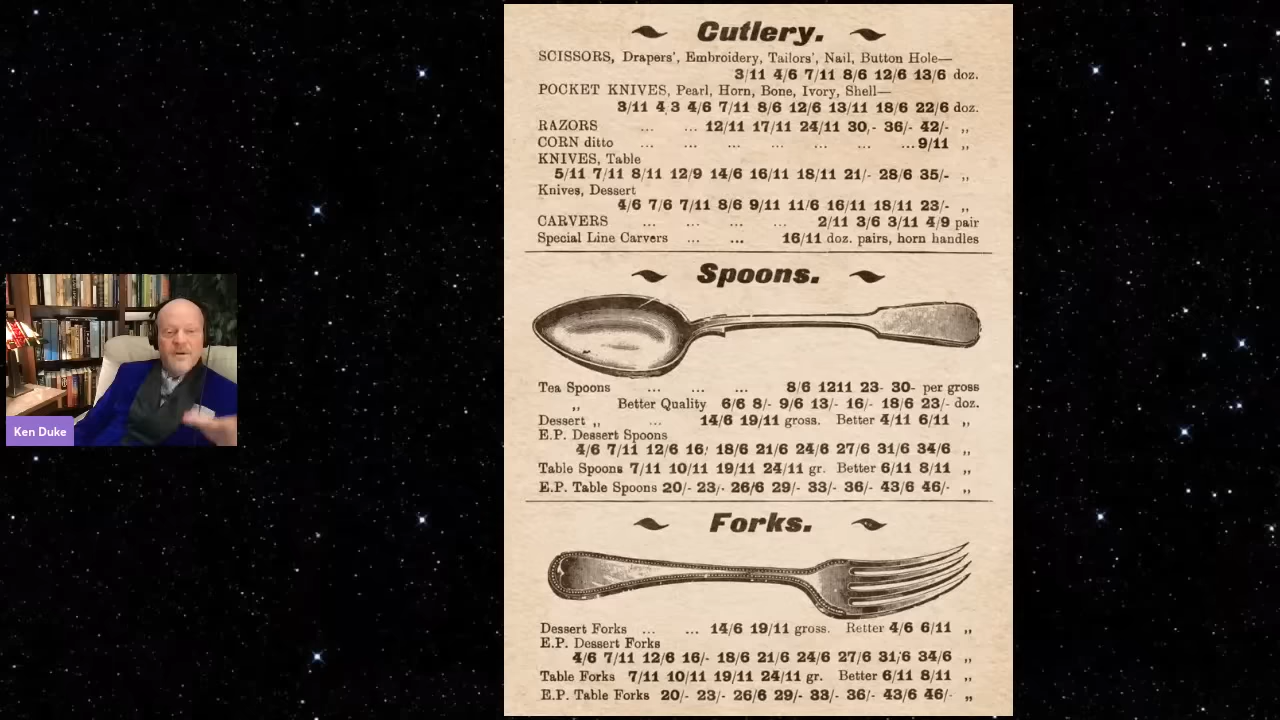 Cutlery.
SCISSORS, Drapers', Embroidery, Tailors', Nail, Button Hole—
3/11 4/6 7/11 8/6 12/6 13/6 doz.
POCKET KNIVES, Pearl, Horn, Bone, Ivory, Shell—
3/11 4 3 4/6 7/11 8/6 12/6 13/11 18/6 22/6 doz.
RAZORS ... ... 12/11 17/11 24/11 30/- 36/- 42/- ,,
CORN ditto ... ... ... ... ... ... ... 9/11 ,,
KNIVES, Table
5/11 7/11 8/11 12/9 14/6 16/11 18/11 21/- 28/6 35/- ,,
Knives, Dessert
4/6 7/6 7/11 8/6 9/11 11/6 16/11 18/11 23/- ,,
CARVERS ... ... ... ... 2/11 3/6 3/11 4/9 pair
Special Line Carvers ... ... 16/11 doz. pairs, horn handles
Spoons.
Tea Spoons ... ... ... 8/6 1211 23- 30- per gross
,, Better Quality 6/6 8/- 9/6 13/- 16/- 18/6 23/- doz.
Dessert ,, ... 14/6 19/11 gross. Better 4/11 6/11 ,,
E.P. Dessert Spoons
4/6 7/11 12/6 16/ 18/6 21/6 24/6 27/6 31/6 34/6 ,,
Table Spoons 7/11 10/11 19/11 24/11 gr. Better 6/11 8/11 ,,
E.P. Table Spoons 20/- 23/- 26/6 29/- 33/- 36/- 43/6 46/- ,,
Forks.
Dessert Forks ... ... 14/6 19/11 gross. Retter 4/6 6/11 ,,
E.P. Dessert Forks
4/6 7/11 12/6 16/- 18/6 21/6 24/6 27/6 31/6 34/6 ,,
Table Forks 7/11 10/11 19/11 24/11 gr. Better 6/11 8/11 ,,
E.P. Table Forks 20/- 23/- 26/6 29/- 33/- 36/- 43/6 46/- ,,
Ken Duke